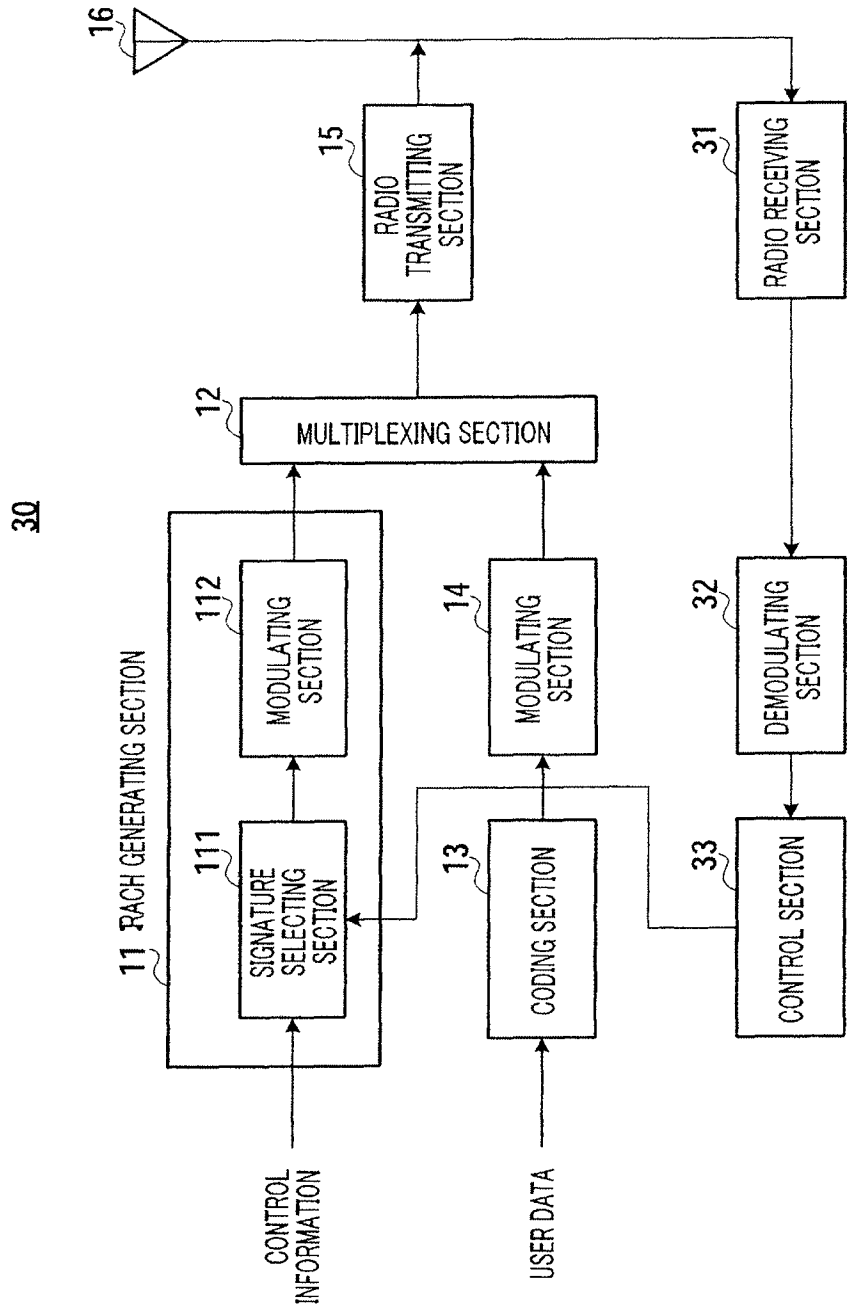 30
16
11 RACH GENERATING SECTION
111
SIGNATURE
SELECTING
SECTION
112
MODULATING
SECTION
12
MULTIPLEXING SECTION
15
RADIO
TRANSMITTING
SECTION
CONTROL
INFORMATION
13
CODING SECTION
14
MODULATING
SECTION
USER DATA
33
CONTROL SECTION
32
DEMODULATING
SECTION
31
RADIO RECEIVING
SECTION